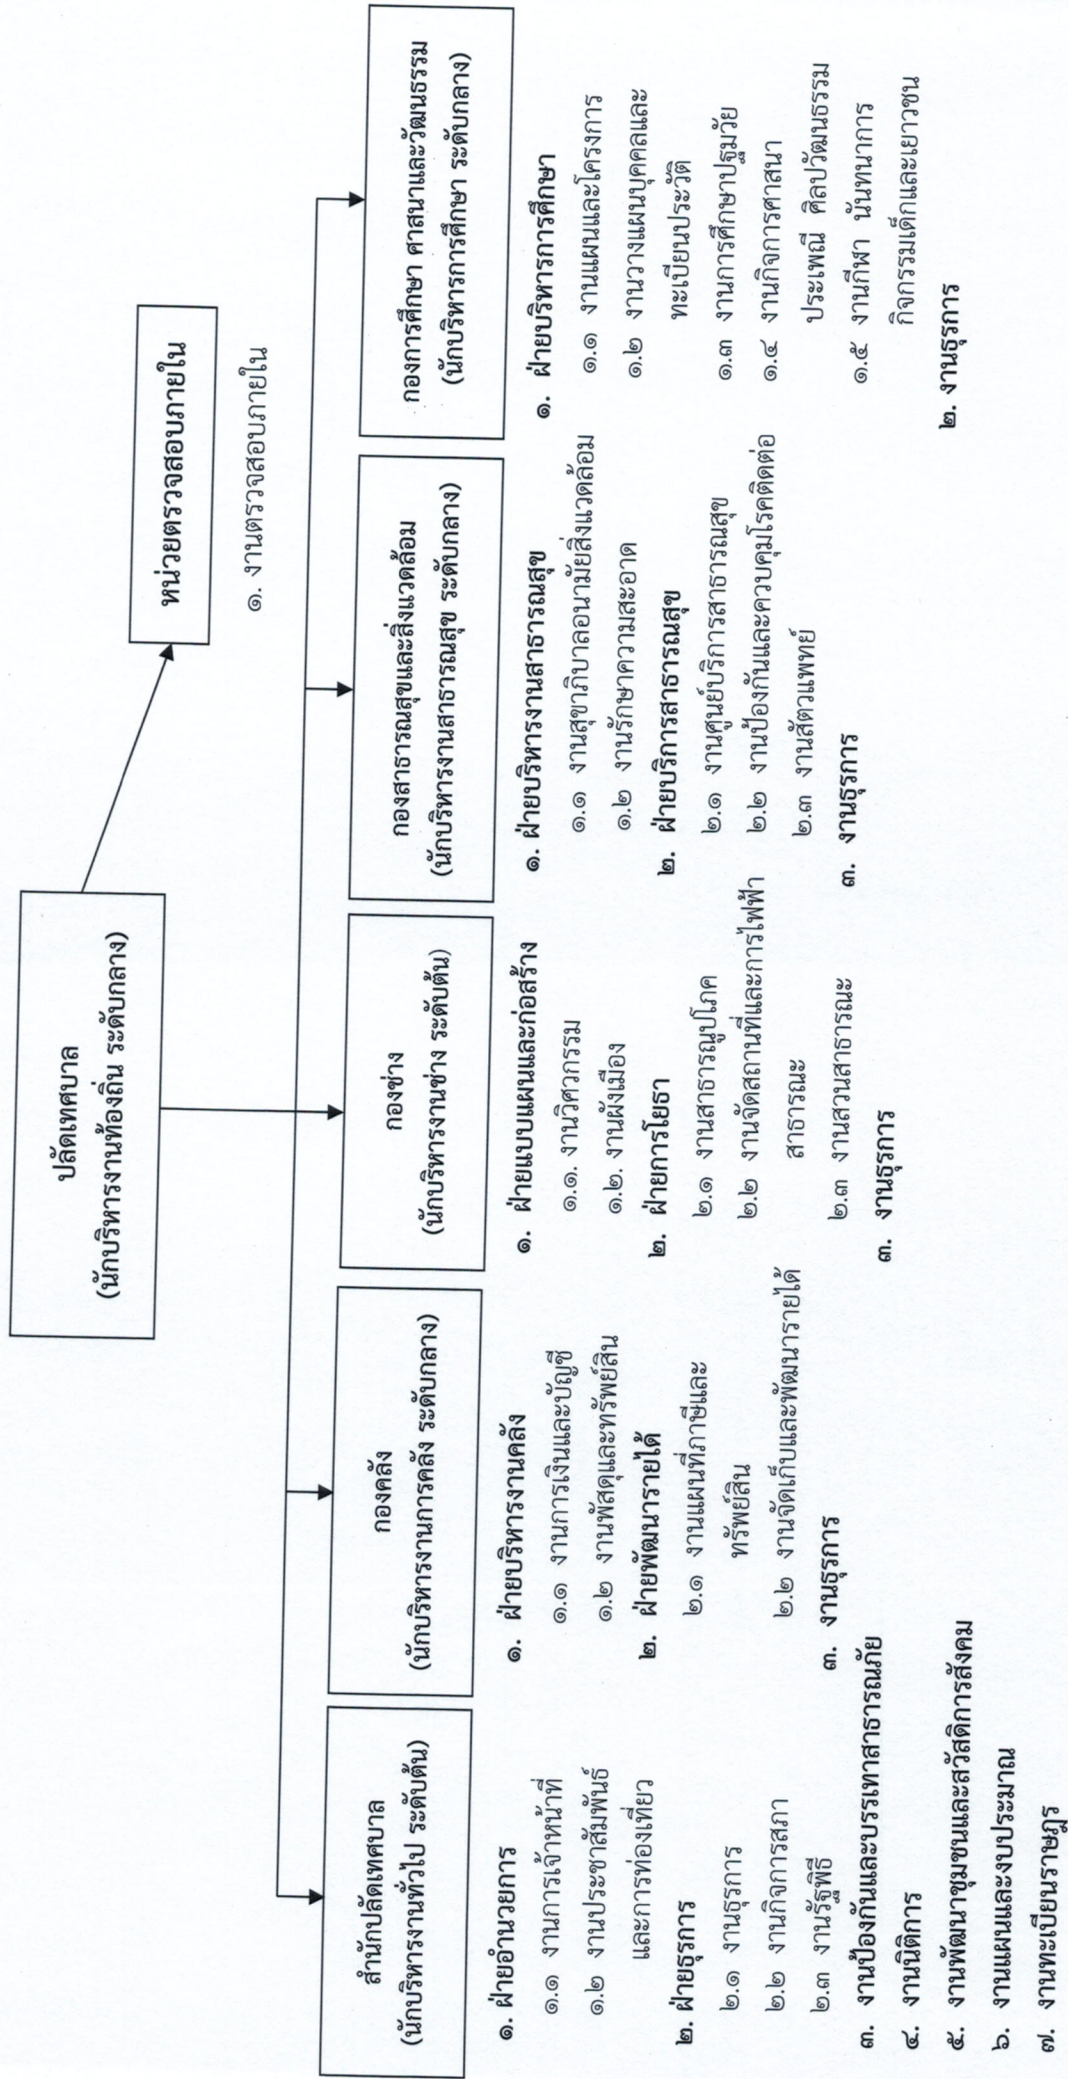 ปลัดเทศบาล
(นักบริหารงานท้องถิ่น ระดับกลาง)
หน่วยตรวจสอบภายใน
๑. งานตรวจสอบภายใน
สำนักปลัดเทศบาล
(นักบริหารงานทั่วไป ระดับต้น)
๑. ฝ่ายอำนวยการ
๑.๑ งานการเจ้าหน้าที่
๑.๒ งานประชาสัมพันธ์
และการท่องเที่ยว
๒. ฝ่ายธุรการ
๒.๑ งานธุรการ
๒.๒ งานกิจการสภา
๒.๓ งานรัฐพิธี
๓. งานป้องกันและบรรเทาสาธารณภัย
๔. งานนิติการ
๕. งานพัฒนาชุมชนและสวัสดิการสังคม
๖. งานแผนและงบประมาณ
๗. งานทะเบียนราษฎร
กองคลัง
(นักบริหารงานการคลัง ระดับกลาง)
๑. ฝ่ายบริหารงานคลัง
๑.๑ งานการเงินและบัญชี
๑.๒ งานพัสดุและทรัพย์สิน
๒. ฝ่ายพัฒนารายได้
๒.๑ งานแผนที่ภาษีและ
ทรัพย์สิน
๒.๒ งานจัดเก็บและพัฒนารายได้
๓. งานธุรการ
กองช่าง
(นักบริหารงานช่าง ระดับต้น)
๑. ฝ่ายแบบแผนและก่อสร้าง
๑.๑. งานวิศวกรรม
๑.๒. งานผังเมือง
๒. ฝ่ายการโยธา
๒.๑ งานสาธารณูปโภค
๒.๒ งานจัดสถานที่และการไฟฟ้า
สาธารณะ
๒.๓ งานสวนสาธารณะ
๓. งานธุรการ
กองสาธารณสุขและสิ่งแวดล้อม
(นักบริหารงานสาธารณสุข ระดับกลาง)
๑. ฝ่ายบริหารงานสาธารณสุข
๑.๑ งานสุขาภิบาลอนามัยสิ่งแวดล้อม
๑.๒ งานรักษาความสะอาด
๒. ฝ่ายบริการสาธารณสุข
๒.๑ งานศูนย์บริการสาธารณสุข
๒.๒ งานป้องกันและควบคุมโรคติดต่อ
๒.๓ งานสัตวแพทย์
๓. งานธุรการ
กองการศึกษา ศาสนาและวัฒนธรรม
(นักบริหารการศึกษา ระดับกลาง)
๑. ฝ่ายบริหารการศึกษา
๑.๑ งานแผนและโครงการ
๑.๒ งานวางแผนบุคคลและ
ทะเบียนประวัติ
๑.๓ งานการศึกษาปฐมวัย
๑.๔ งานกิจการศาสนา
ประเพณี ศิลปวัฒนธรรม
๑.๕ งานกีฬา นันทนาการ
กิจกรรมเด็กและเยาวชน
๒. งานธุรการ